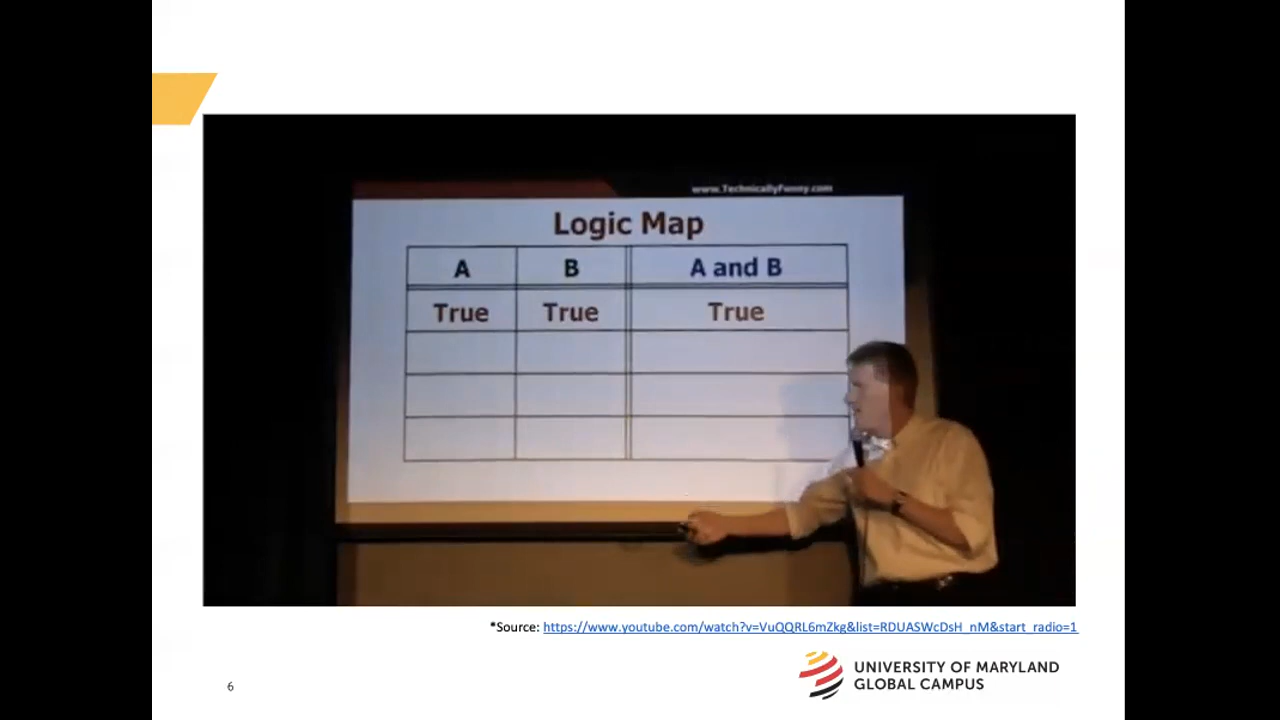 www.TechnicallyFunny.com
Logic Map
A B A and B
True True True
*Source: https://www.youtube.com/watch?v=VuQQRL6mZkg&list=RDUASWcDsH_nM&start_radio=1
6
UNIVERSITY OF MARYLAND
GLOBAL CAMPUS